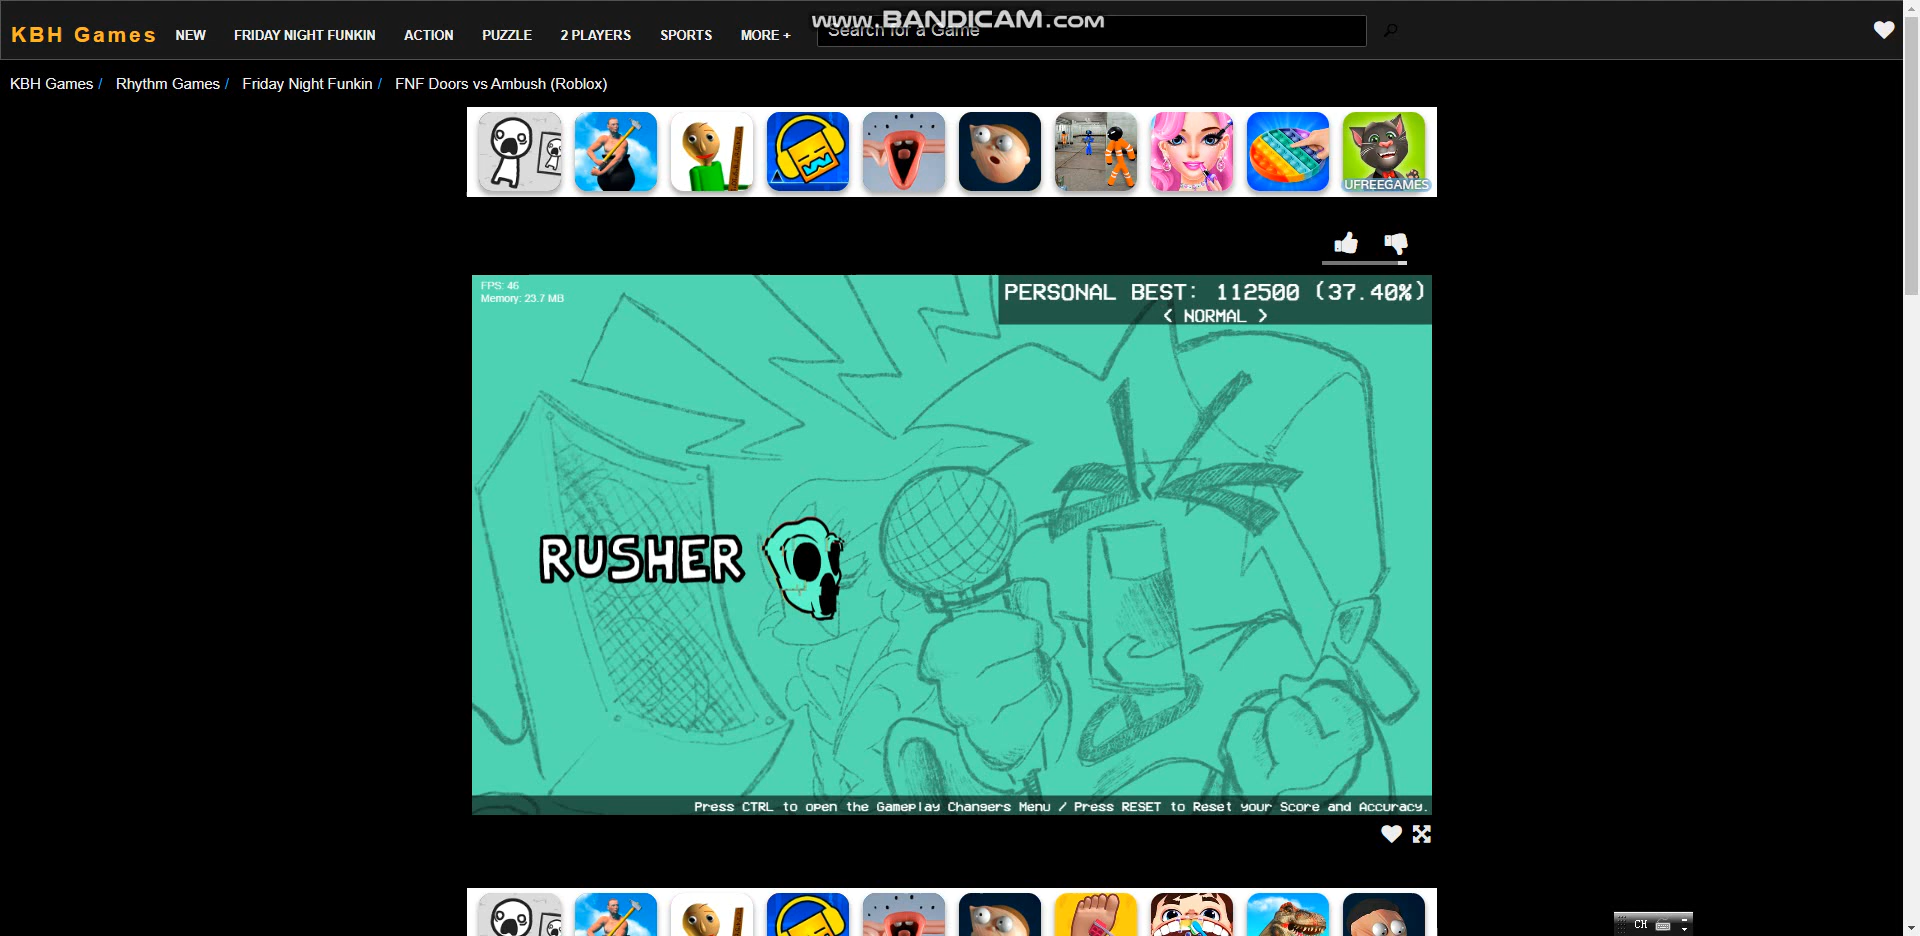 www.BANDICAM.com
KBH Games NEW FRIDAY NIGHT FUNKIN ACTION PUZZLE 2 PLAYERS SPORTS MORE + Search for a Game
KBH Games / Rhythm Games / Friday Night Funkin / FNF Doors vs Ambush (Roblox)
UFREEGAMES
FPS: 46
Memory: 23.7 MB
PERSONAL BEST: 112500 (37.40%)
< NORMAL >
RUSHER
Press CTRL to open the Gameplay Changers Menu / Press RESET to Reset your Score and Accuracy.
CH